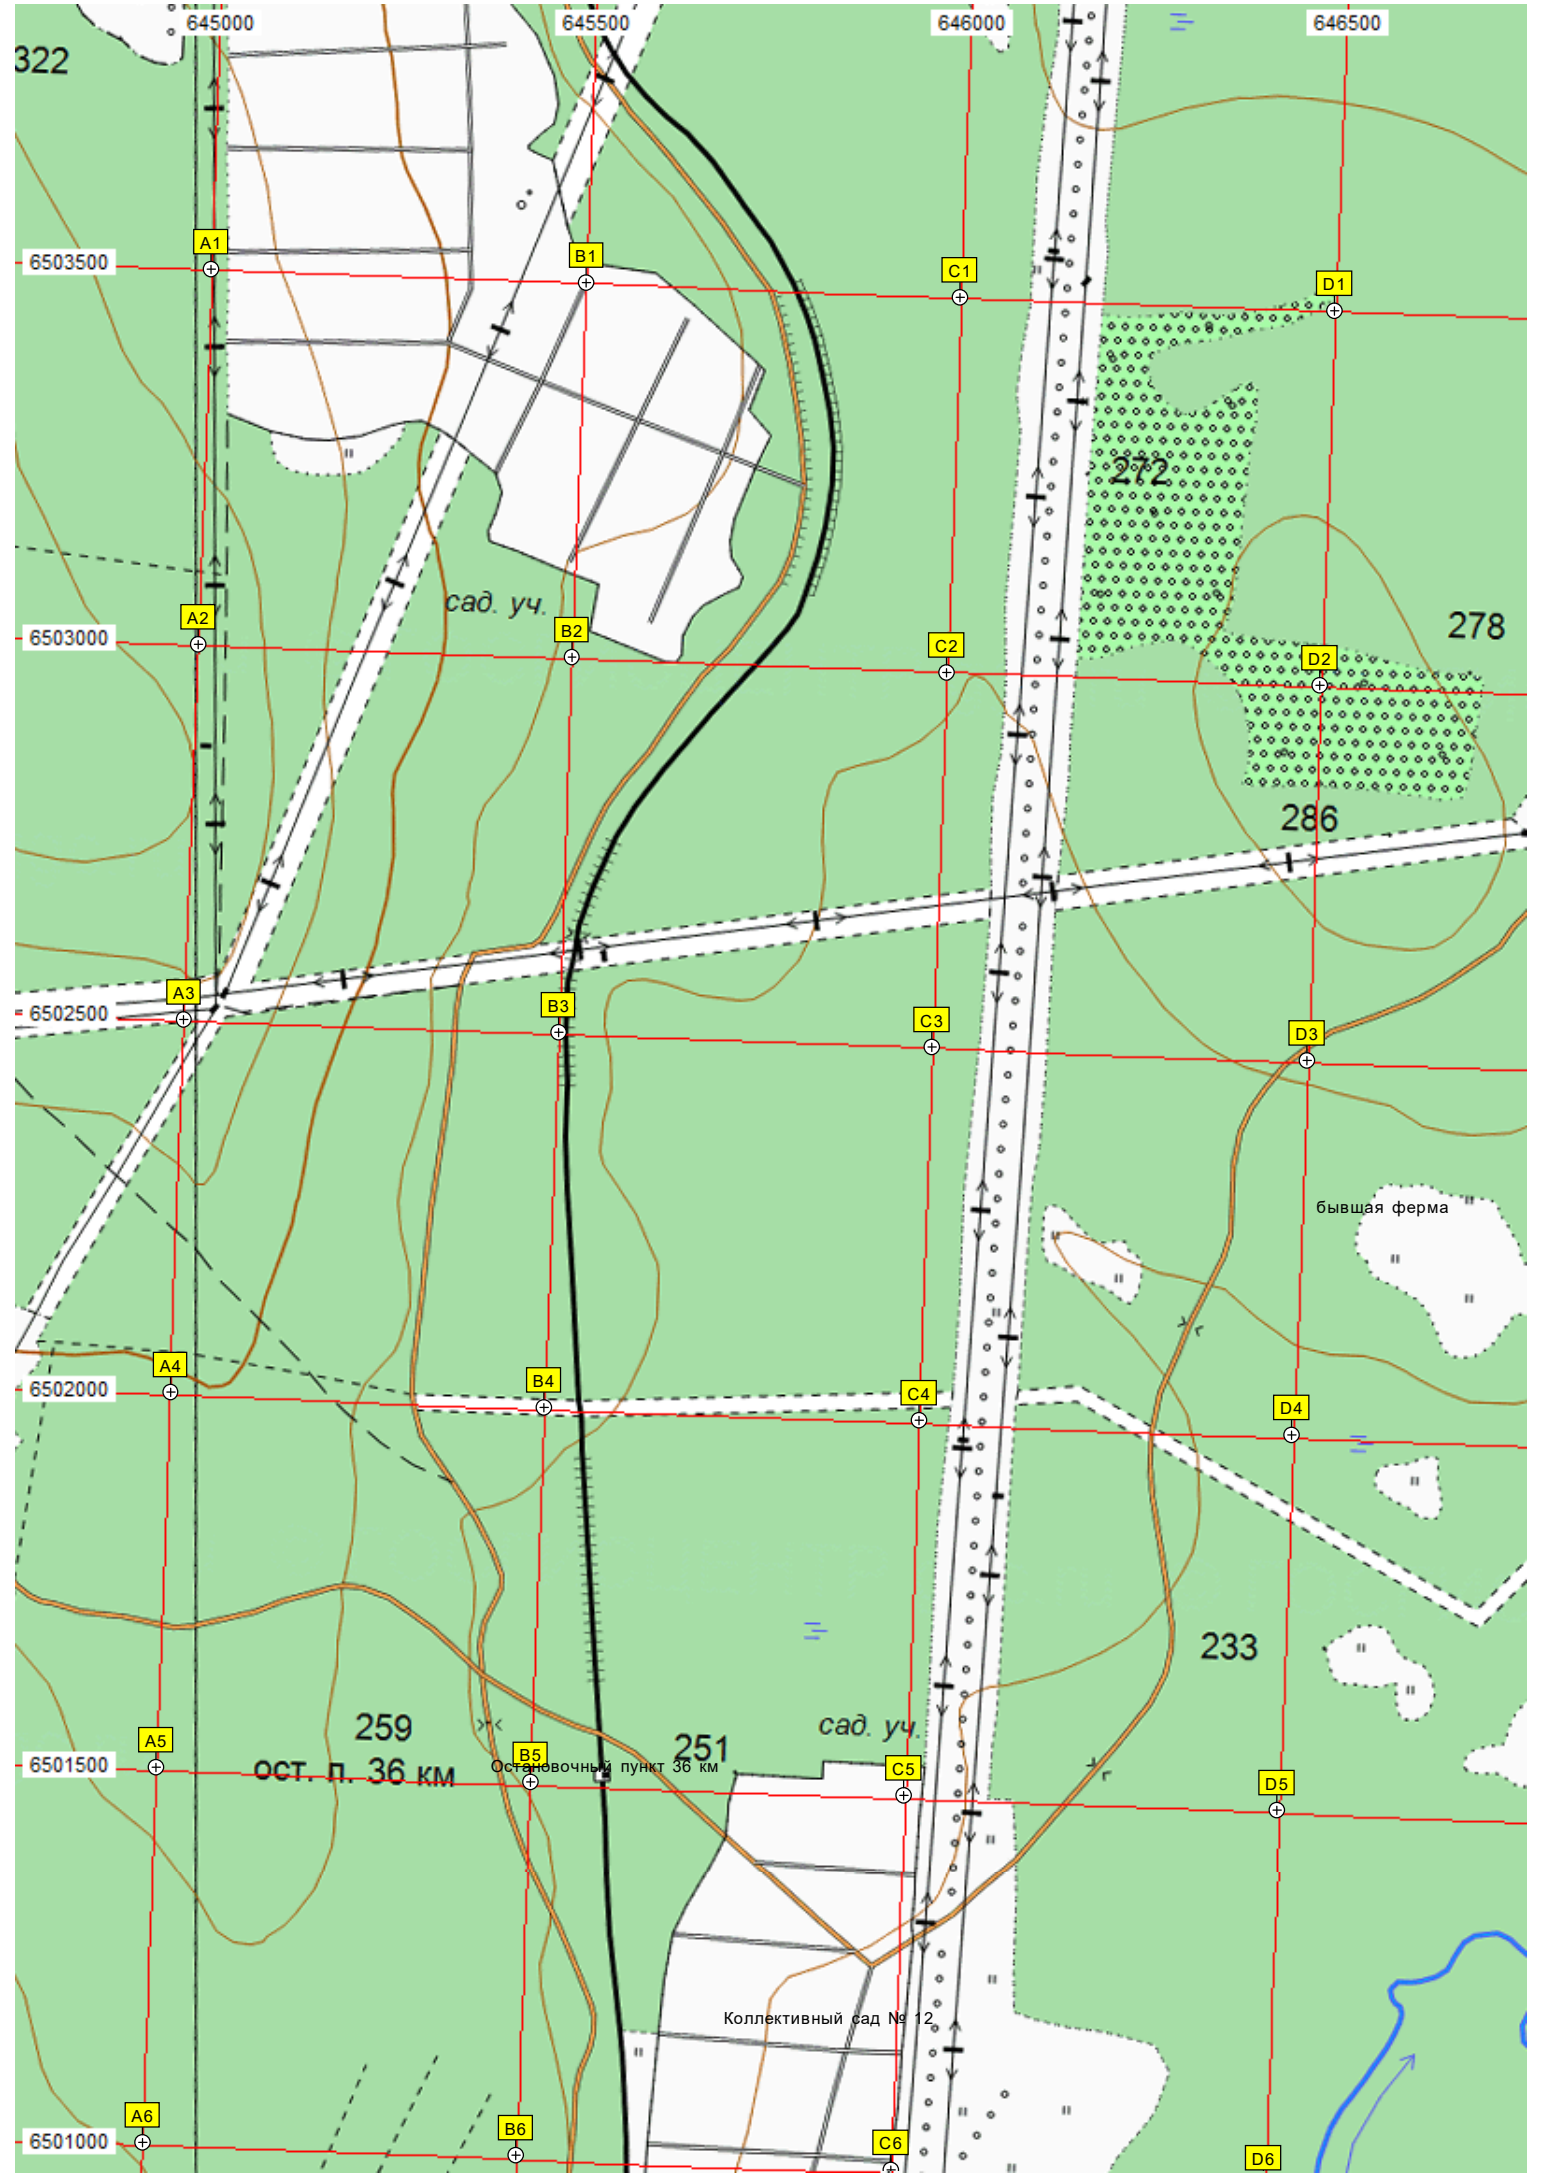 645000 645500 646000 646500
322
A1 B1 C1 D1
6503500
272
сад. уч.
278
A2 B2 C2 D2
6503000
286
A3 B3 C3 D3
6502500
бывщая ферма
A4 B4 C4 D4
6502000
233
259 251 сад. уч.
A5 B5 C5 D5
6501500
ост. п. 36 км
Остановочный пункт 36 км
Коллективный сад № 12
A6 B6 C6 D6
6501000